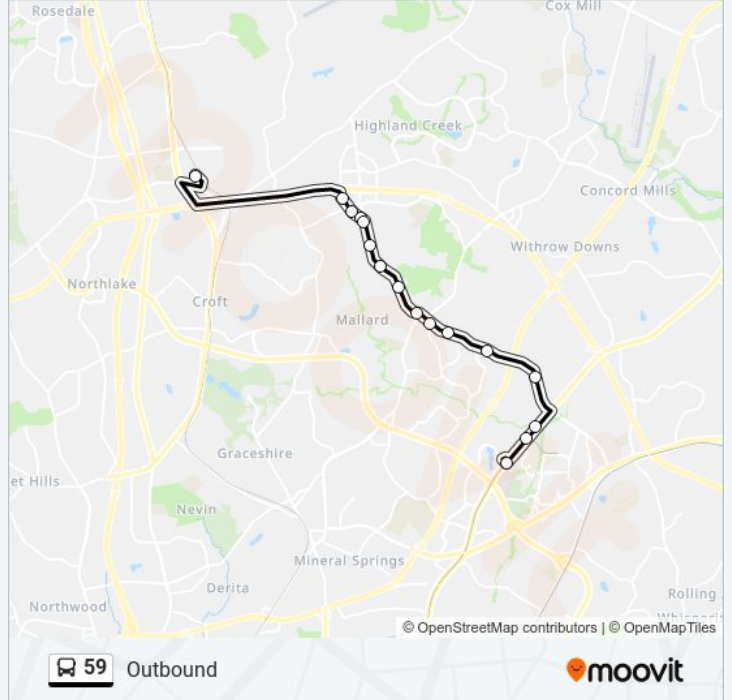 Rosedale
Cox Mill
Highland Creek
Concord Mills
Withrow Downs
Northlake
Croft
Mallard
Graceshire
et Hills
Nevin
Mineral Springs
Derita
Rolling
Northwood
© OpenStreetMap contributors | © OpenMapTiles
59 Outbound
moovit